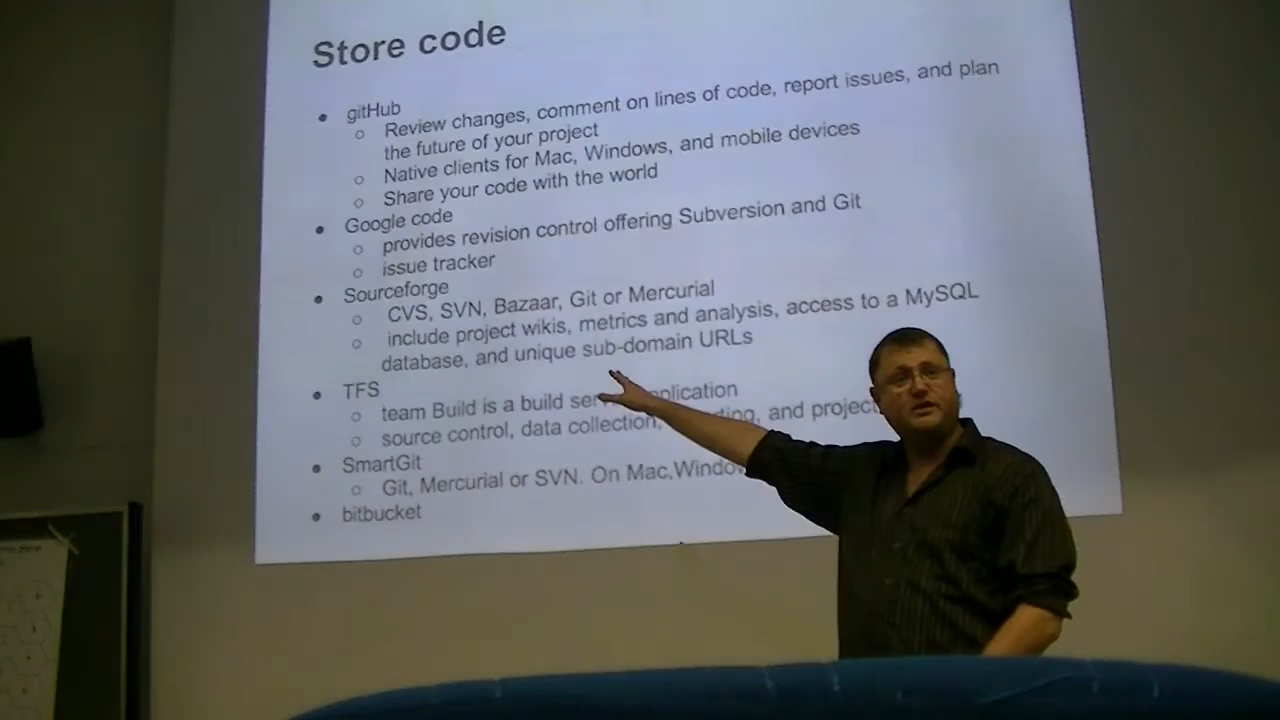 Store code
gitHub
Review changes, comment on lines of code, report issues, and plan
the future of your project
Native clients for Mac, Windows, and mobile devices
Share your code with the world
Google code
provides revision control offering Subversion and Git
issue tracker
Sourceforge
CVS, SVN, Bazaar, Git or Mercurial
include project wikis, metrics and analysis, access to a MySQL
database, and unique sub-domain URLs
TFS
team Build is a build
source control, data collection, and project
SmartGit
Git, Mercurial or SVN. On Mac,
bitbucket